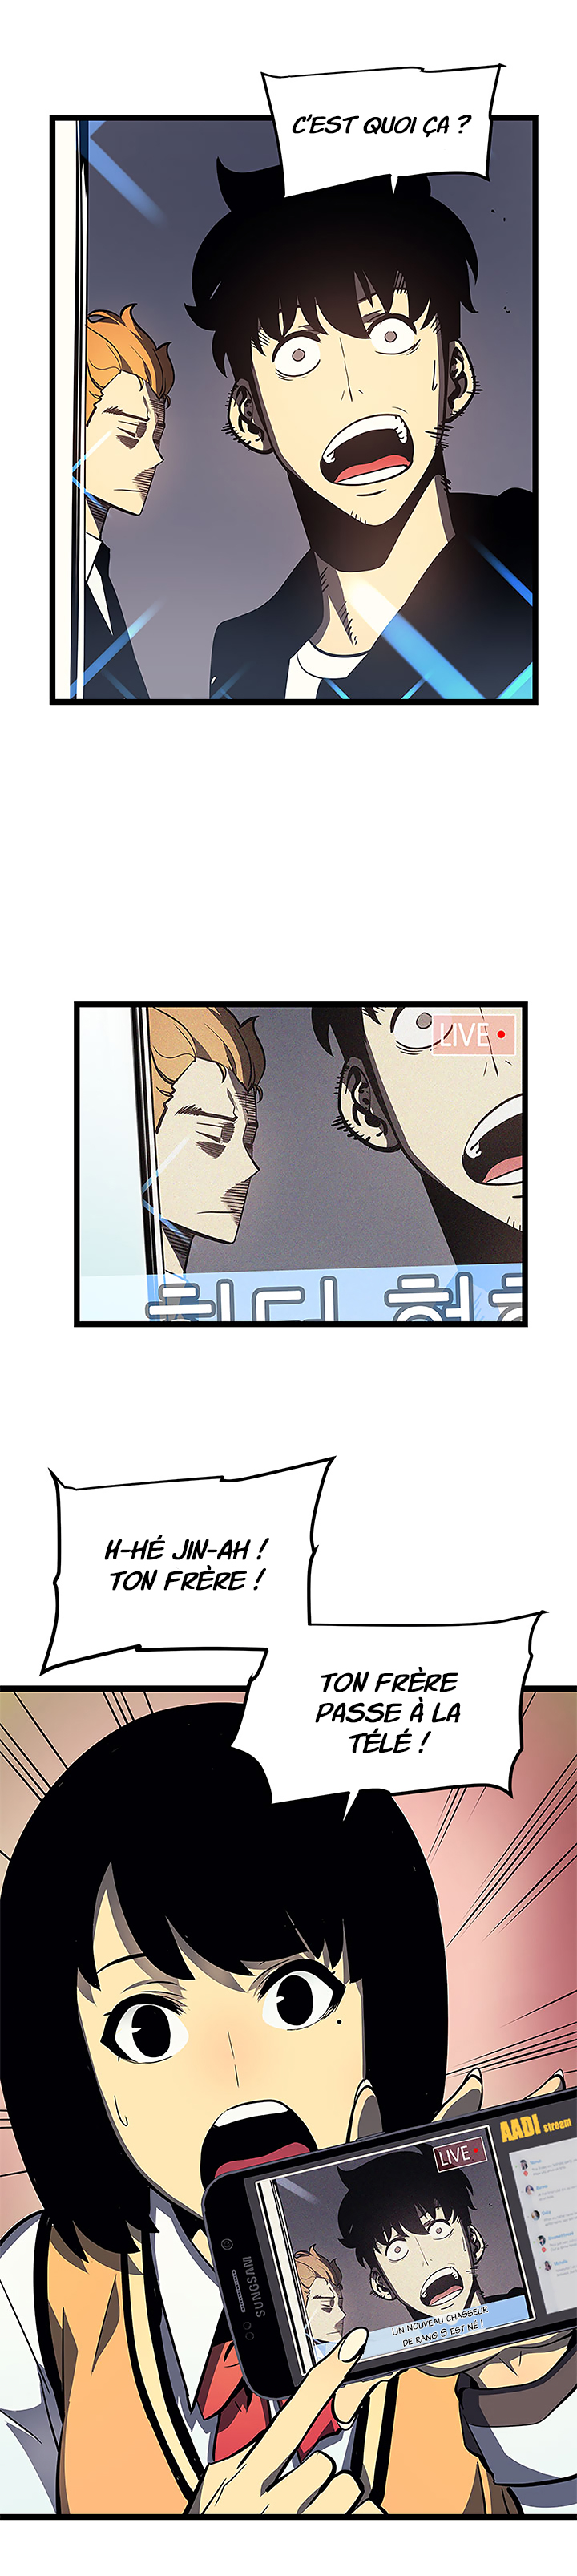 C'EST QUOI ÇA ?
LIVE
H-HÉ JIN-AH !
TON FRÈRE !
TON FRÈRE
PASSE À LA
TÉLÉ !
AADI stream
LIVE
SUNGSAM
UN NOUVEAU CHASSEUR
DE RANG S EST NÉ !